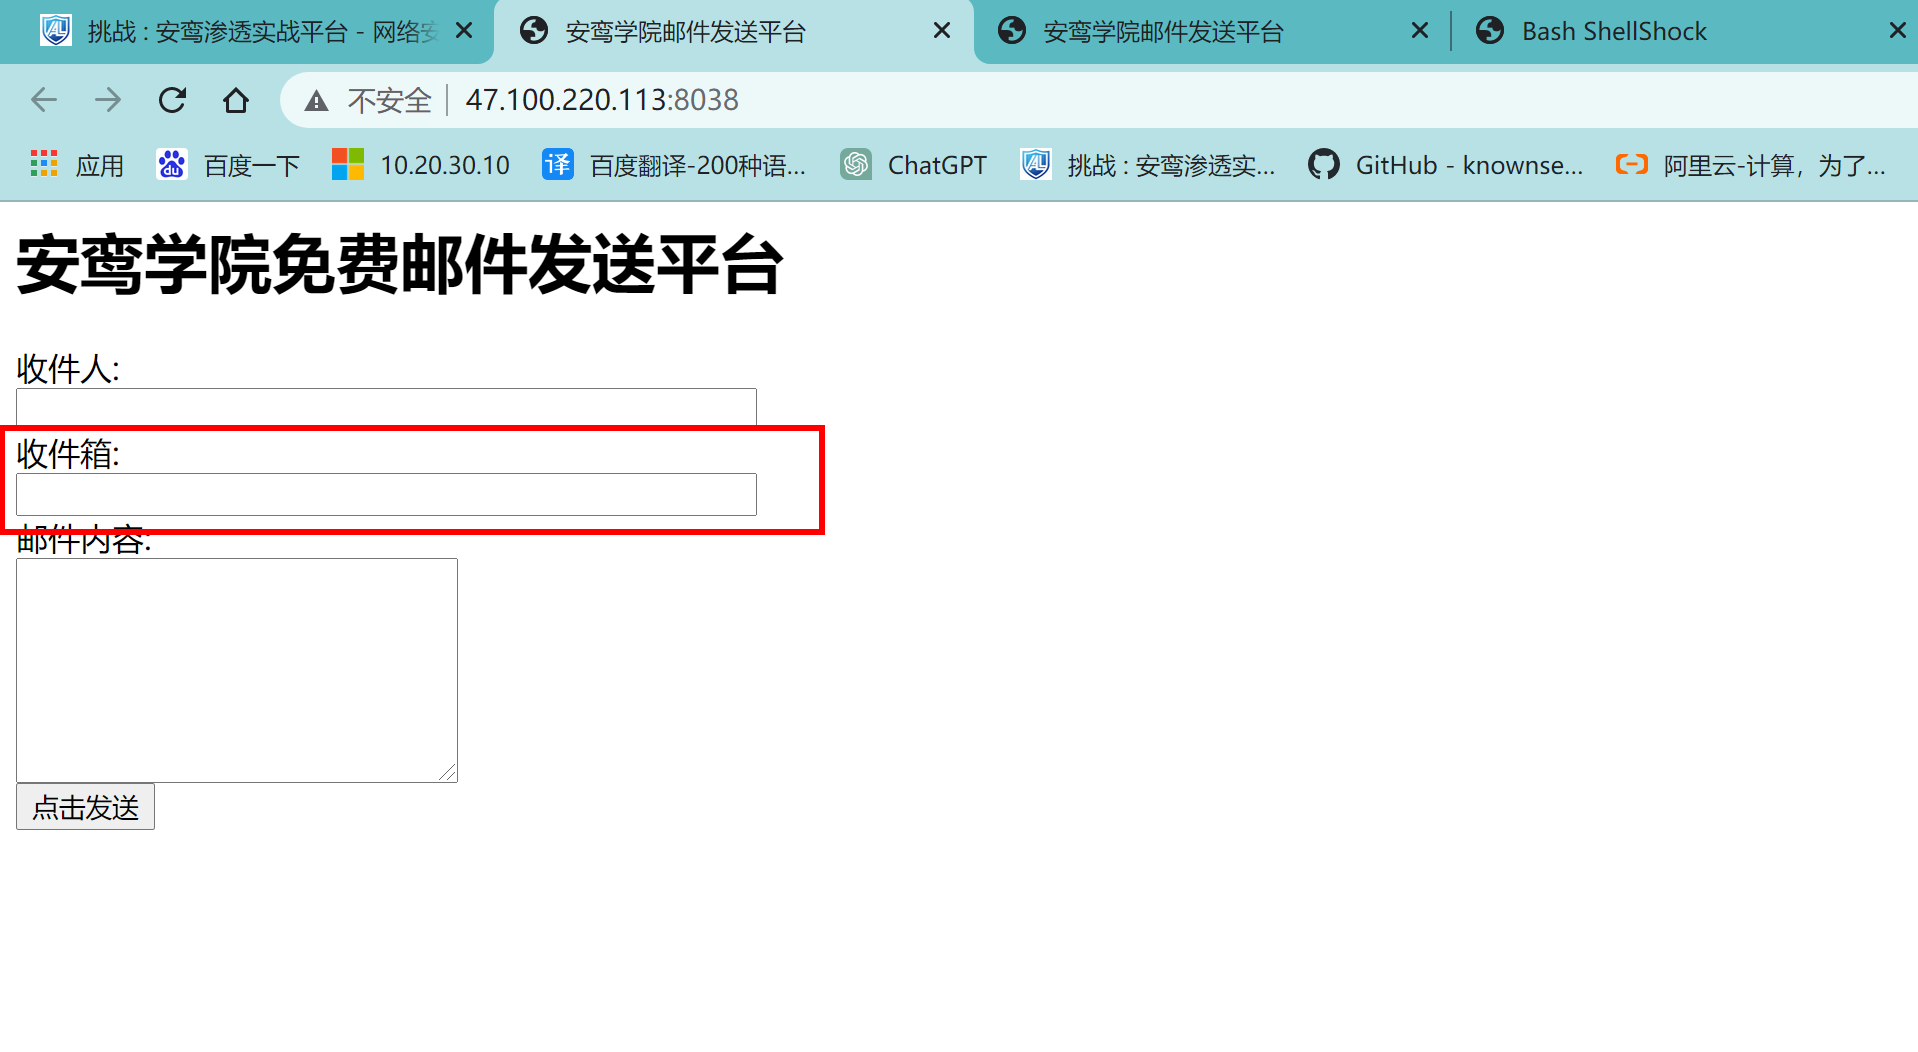 挑战 : 安鸾渗透实战平台 - 网络安
安鸾学院邮件发送平台
安鸾学院邮件发送平台
Bash ShellShock
不安全
47.100.220.113:8038
应用
百度一下
10.20.30.10
译
百度翻译-200种语...
ChatGPT
挑战 : 安鸾渗透实...
GitHub - knownse...
阿里云-计算，为了...
安鸾学院免费邮件发送平台
收件人:
收件箱:
邮件内容:
点击发送